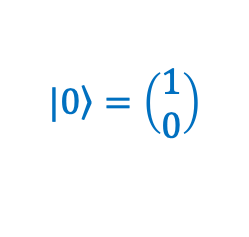 |0⟩ = (1
0)